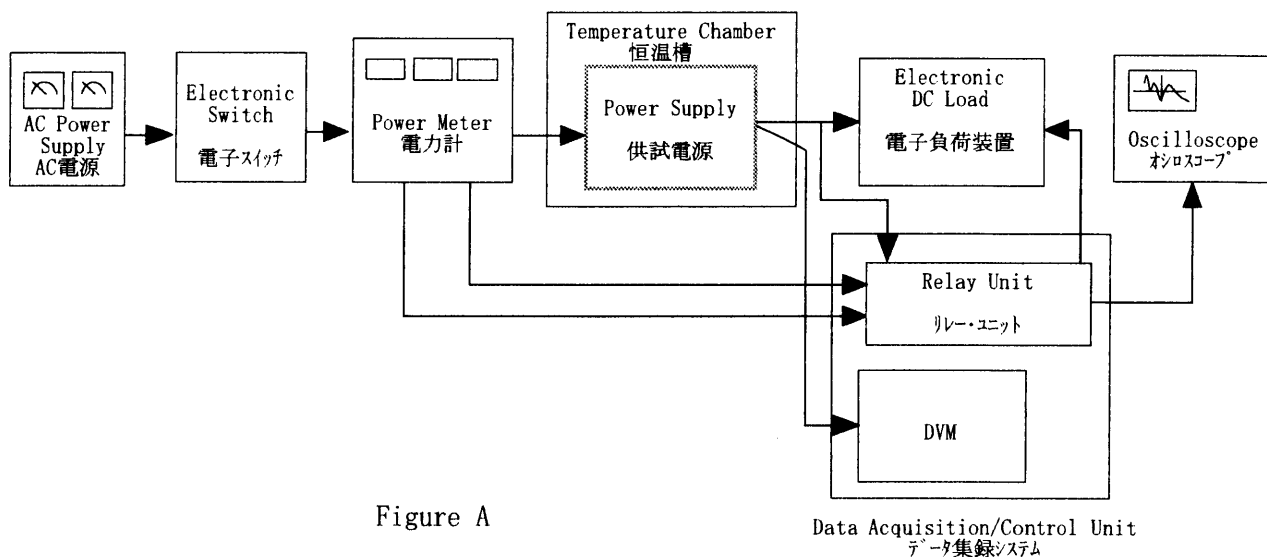 AC Power
Supply
AC電源
Electronic
Switch
電子スイッチ
Power Meter
電力計
Temperature Chamber
恒温槽
Power Supply
供試電源
Electronic
DC Load
電子負荷装置
Oscilloscope
オシロスコープ
Relay Unit
リレー・ユニット
DVM
Figure A
Data Acquisition/Control Unit
データ集録システム